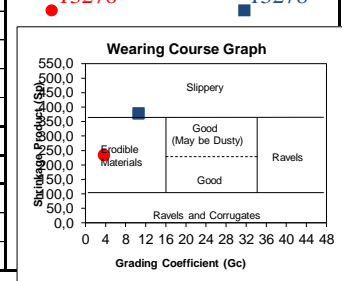 Wearing Course Graph
Shrinkage Product (Sp)
550,0
500,0
450,0
400,0
350,0
300,0
250,0
200,0
150,0
100,0
50,0
0,0
Slippery
Good
(May be Dusty)
Erodible
Materials
Ravels
Good
Ravels and Corrugates
0 4 8 12 16 20 24 28 32 36 40 44 48
Grading Coefficient (Gc)